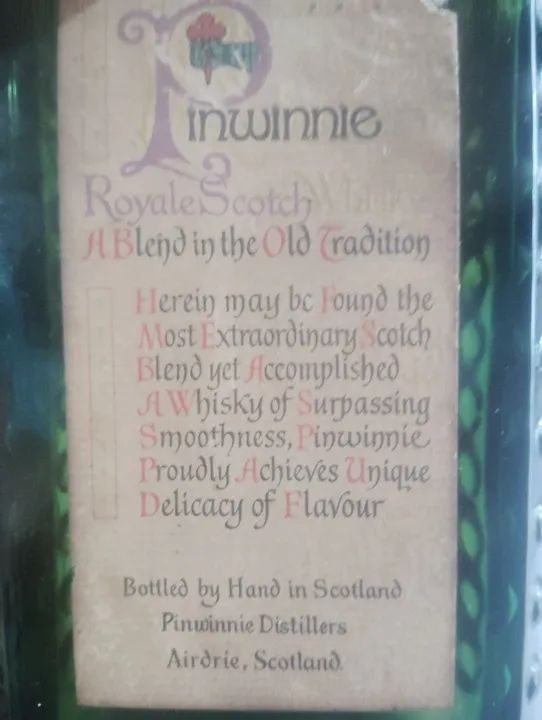 Pinwinnie
Royale Scotch Whisky
A Blend in the Old Tradition
Herein may be Found the
Most Extraordinary Scotch
Blend yet Accomplished
A Whisky of Surpassing
Smoothness, Pinwinnie
Proudly Achieves Unique
Delicacy of Flavour
Bottled by Hand in Scotland
Pinwinnie Distillers
Airdrie, Scotland.